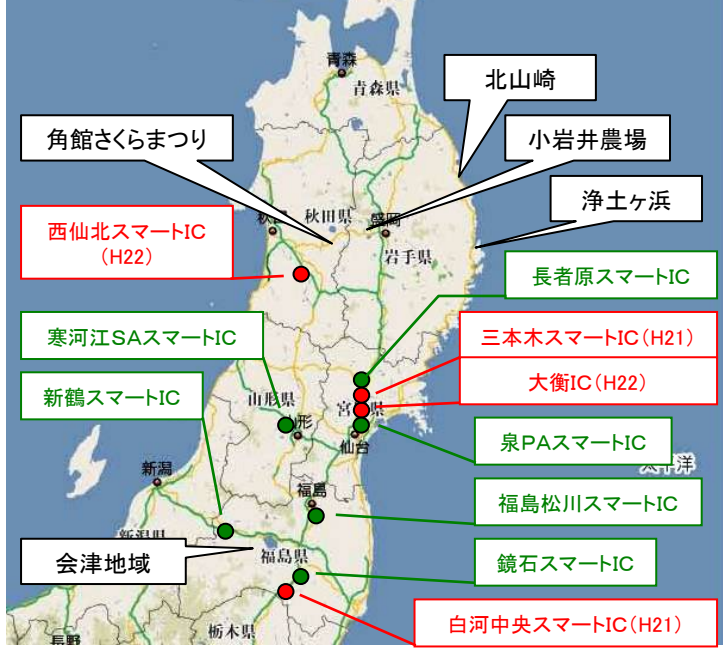 青森
青森県
北山崎
角館さくらまつり
小岩井農場
浄土ヶ浜
西仙北スマートIC
(H22)
秋田県
盛岡
岩手県
長者原スマートIC
寒河江SAスマートIC
三本木スマートIC(H21)
大衡IC(H22)
新鶴スマートIC
山形県
山形
仙台
泉PAスマートIC
新潟
福島
福島松川スマートIC
会津地域
福島県
鏡石スマートIC
白河中央スマートIC(H21)
栃木県
長野